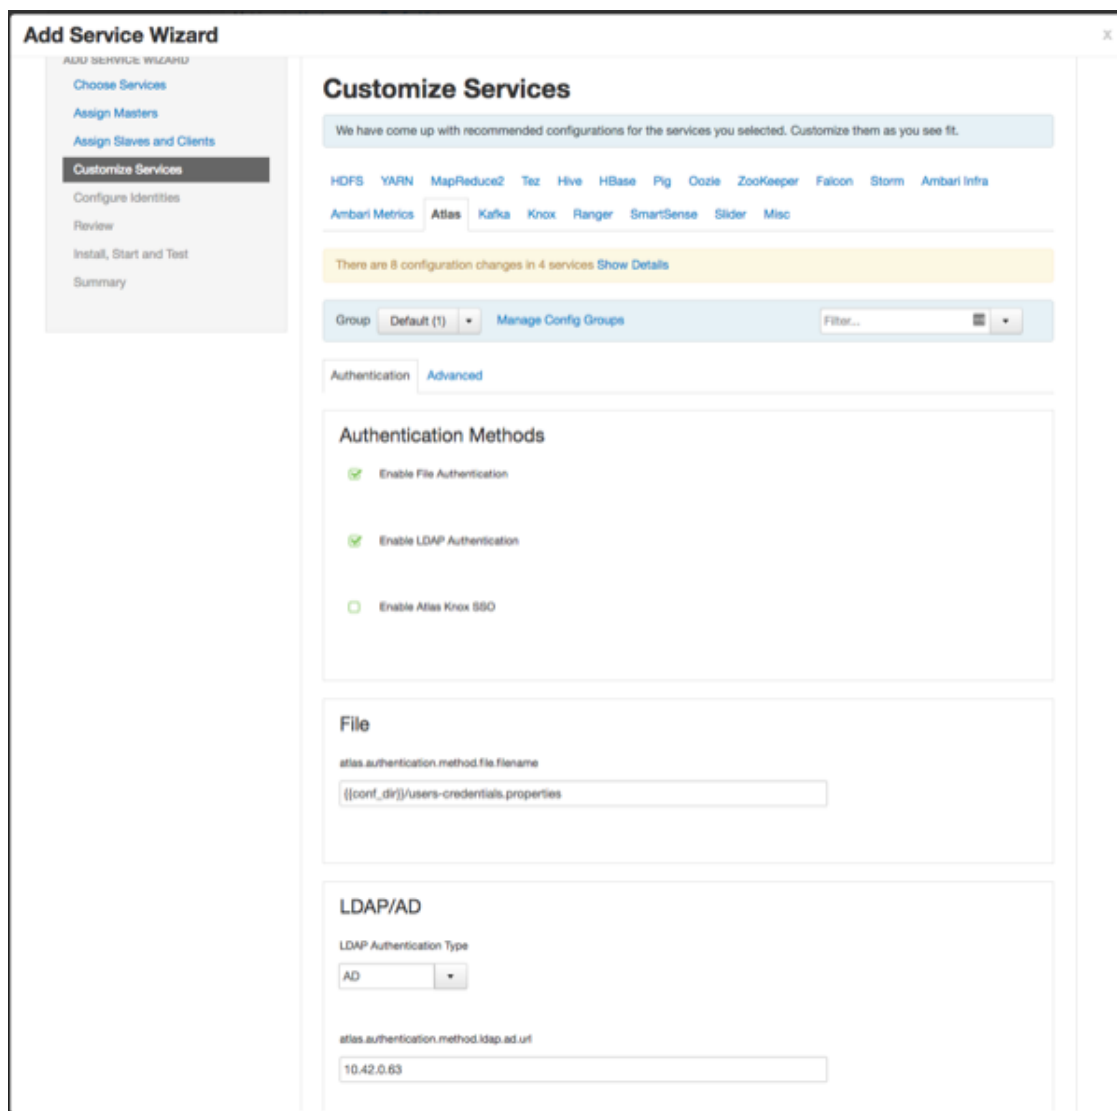 Add Service Wizard
X
ADD SERVICE WIZARD
Choose Services
Assign Masters
Assign Slaves and Clients
Customize Services
Configure Identities
Review
Install, Start and Test
Summary
Customize Services
We have come up with recommended configurations for the services you selected. Customize them as you see fit.
HDFS YARN MapReduce2 Tez Hive HBase Pig Oozie ZooKeeper Falcon Storm Ambari Infra
Ambari Metrics Atlas Kafka Knox Ranger SmartSense Slider Misc
There are 8 configuration changes in 4 services Show Details
Group Default (1) Manage Config Groups Filter...
Authentication Advanced
Authentication Methods
Enable File Authentication
Enable LDAP Authentication
Enable Atlas Knox SSO
File
atlas.authentication.method.file.filename
{{conf_dir}}/users-credentials.properties
LDAP/AD
LDAP Authentication Type
AD
atlas.authentication.method.ldap.ad.url
10.42.0.63